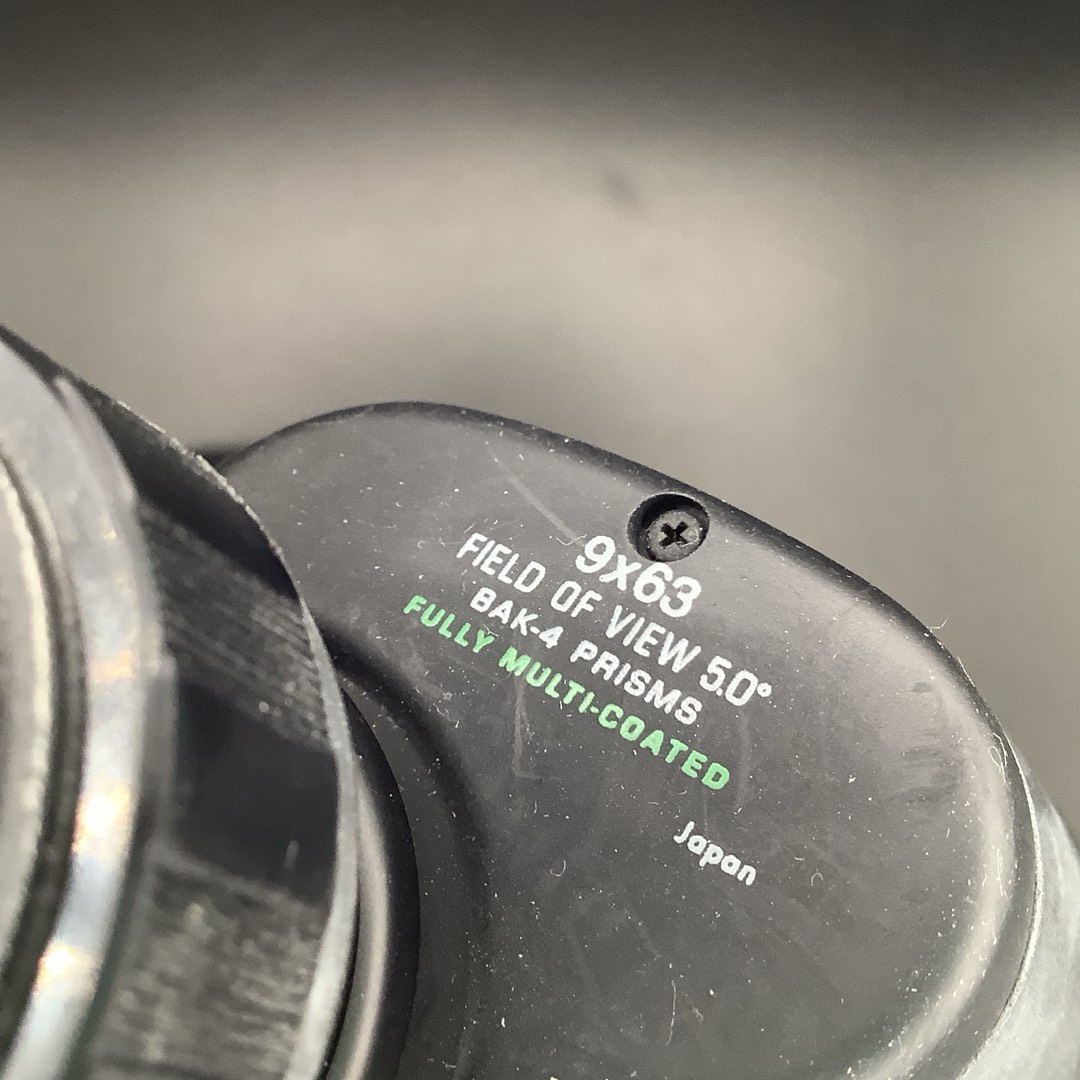 9x63
FIELD OF VIEW 5.0°
BAK-4 PRISMS
FULLY MULTI-COATED
Japan